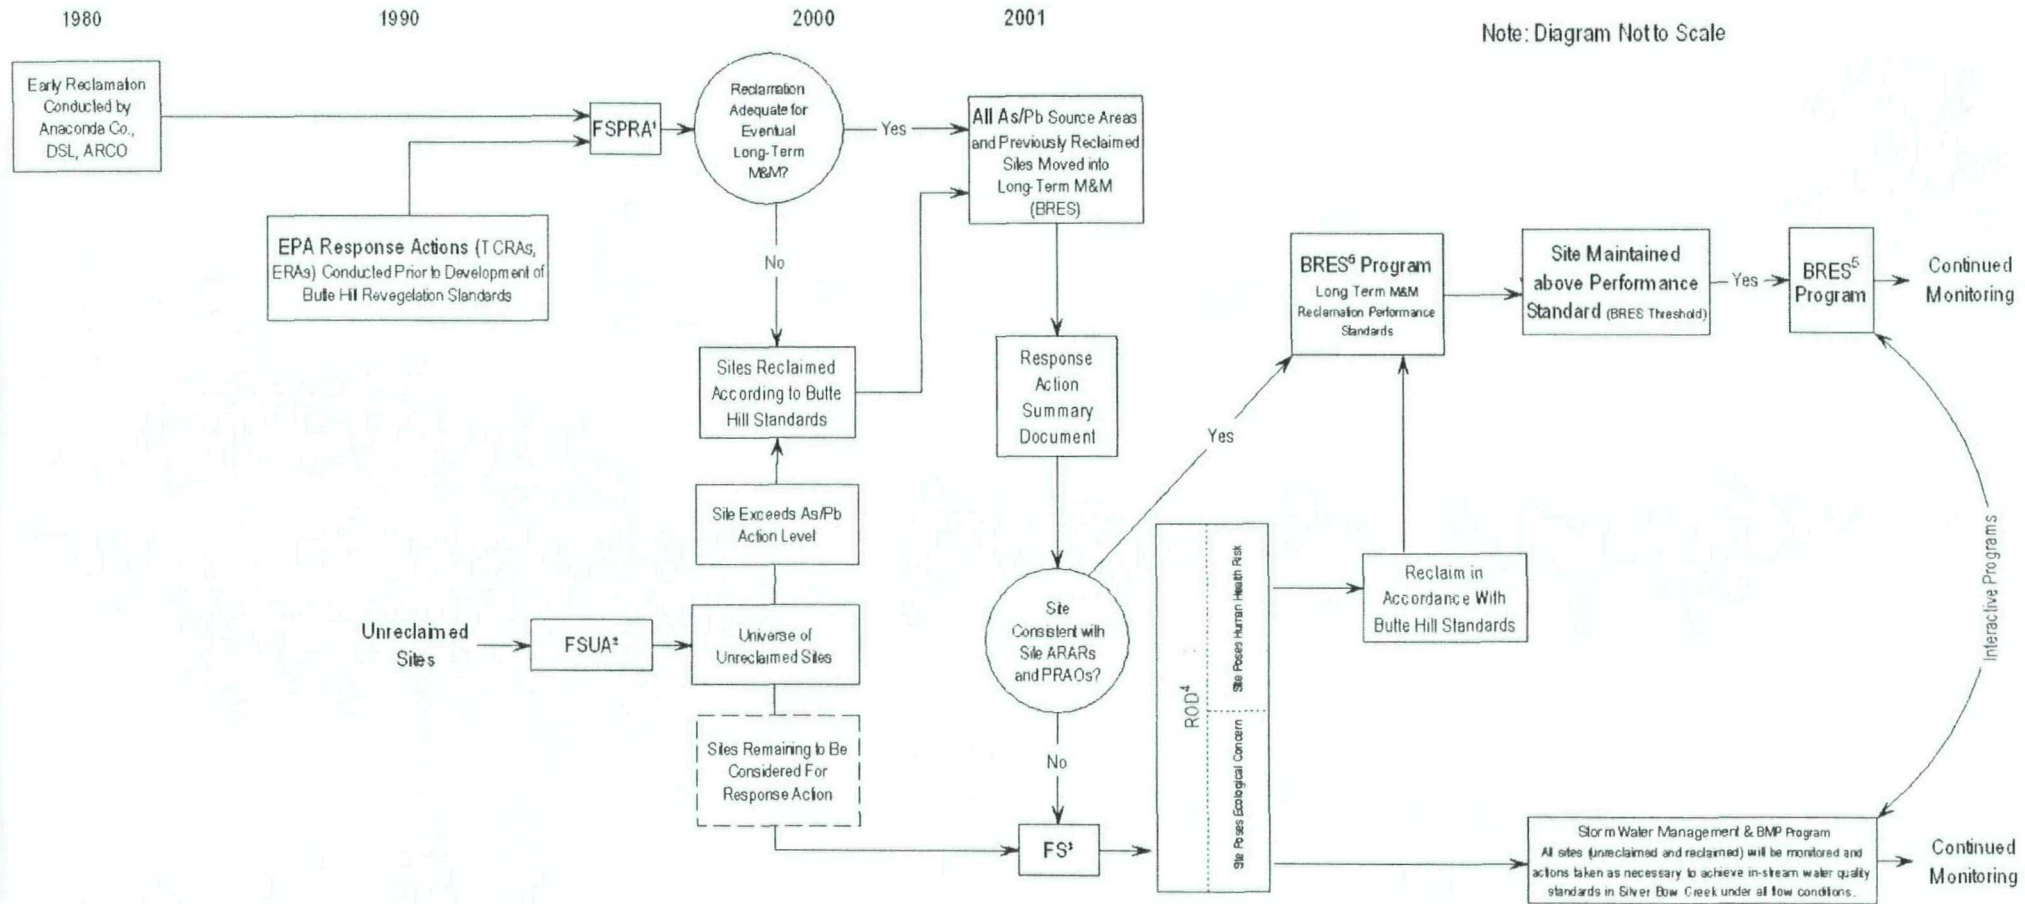 1980
1990
2000
2001
Note: Diagram Not to Scale
Early Reclamation
Conducted by
Anaconda Co.,
DSL, ARCO
FSPRA¹
Reclamation
Adequate for
Eventual
Long-Term
M&M?
Yes
No
All As/Pb Source Areas
and Previously Reclaimed
Sites Moved into
Long-Term M&M
(BRES)
EPA Response Actions (TCRAs,
ERAs) Conducted Prior to Development of
Butte Hill Revegetation Standards
Sites Reclaimed
According to Butte
Hill Standards
Response
Action
Summary
Document
BRES⁵ Program
Long Term M&M
Reclamation Performance
Standards
Site Maintained
above Performance
Standard (BRES Threshold)
Yes
BRES⁵
Program
Continued
Monitoring
Yes
Site Exceeds As/Pb
Action Level
Unreclaimed
Sites
FSUA²
Universe of
Unreclaimed Sites
Site
Consistent with
Site ARARs
and PRAOs?
No
Sites Remaining to Be
Considered For
Response Action
FS³
ROD⁴
Site Poses Human Health Risk
Site Poses Ecological Concern
Reclaim in
Accordance With
Butte Hill Standards
Interactive Programs
Storm Water Management & BMP Program
All sites (unreclaimed and reclaimed) will be monitored and
actions taken as necessary to achieve in-stream water quality
standards in Silver Bow Creek under all flow conditions.
Continued
Monitoring